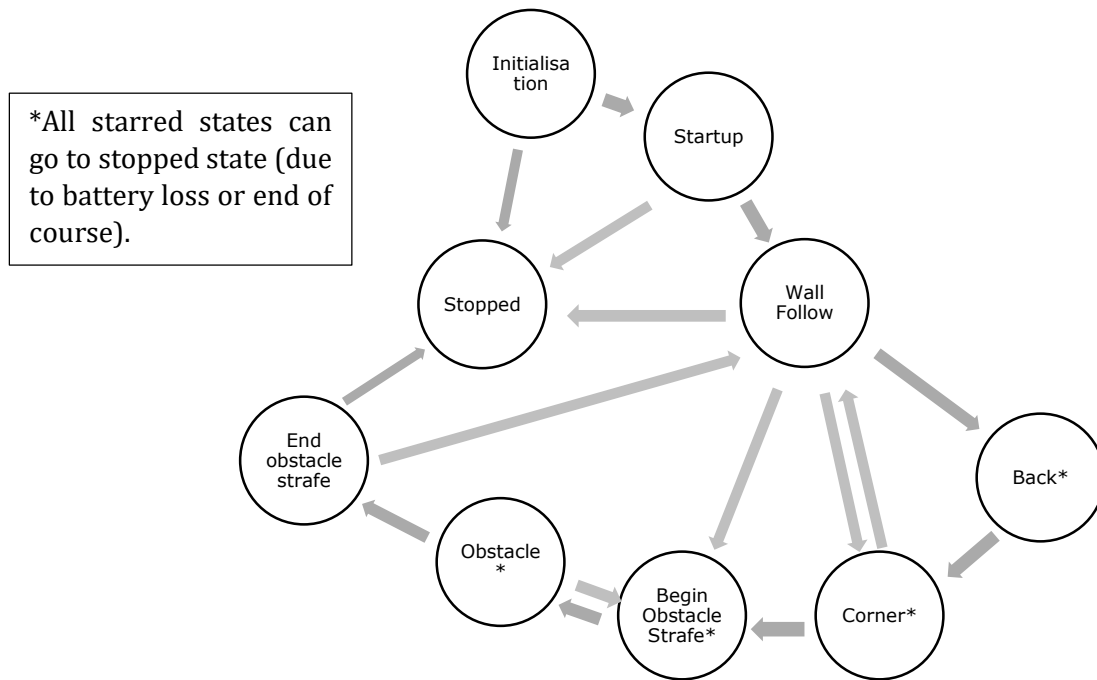 Initialisa
tion
*All starred states can
go to stopped state (due
to battery loss or end of
course).
Startup
Stopped
Wall
Follow
End
obstacle
strafe
Back*
Obstacle
*
Begin
Obstacle
Strafe*
Corner*